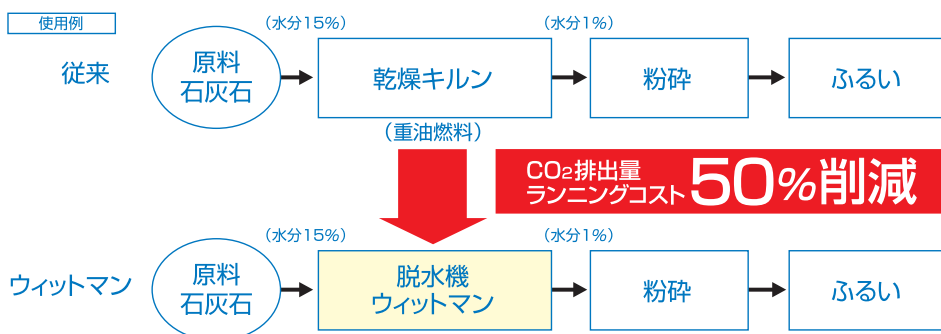 使用例
従来
(水分15%)
(水分1%)
原料
石灰石
乾燥キルン
粉砕
ふるい
(重油燃料)
CO2排出量
ランニングコスト
50%削減
(水分15%)
(水分1%)
ウィットマン
原料
石灰石
脱水機
ウィットマン
粉砕
ふるい